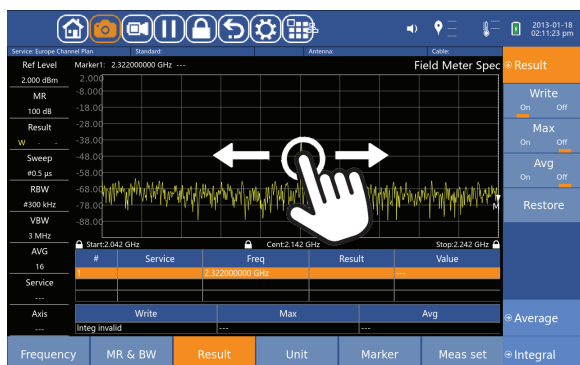 2013-01-18
02:11:23 pm
Service: Europe Channel Plan Standard: Antenna: Cable:
Ref Level
2.000 dBm
MR
100 dB
Result
W - -
Sweep
#0.5 µs
RBW
#300 kHz
VBW
3 MHz
AVG
16
Service
---
Axis
---
Marker1: 2.322000000 GHz --- Field Meter Spec
2.000
-8.000
-18.00
-28.00
-38.00
-48.00
-58.00
-68.00
-78.00
-88.00
M
Start:2.042 GHz Cent:2.142 GHz Stop:2.242 GHz
# Service Freq Result Value
1 2.322000000 GHz ---
Write Max Avg
Integ invalid --- ---
Result
Write
On Off
Max
On Off
Avg
On Off
Restore
Average
Integral
Frequency MR & BW Result Unit Marker Meas set